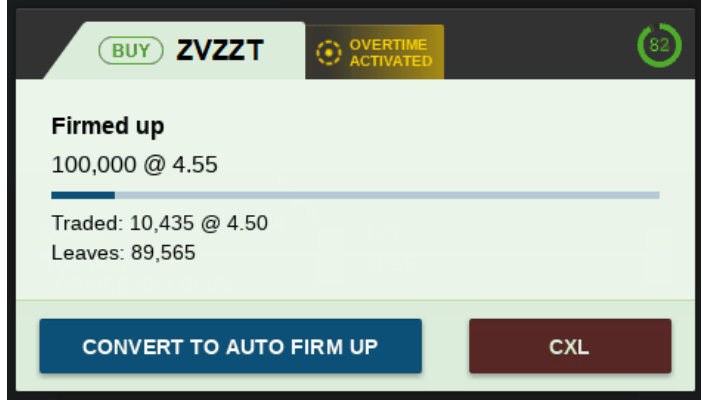 BUY ZVZZT
OVERTIME
ACTIVATED
82
Firmed up
100,000 @ 4.55
Traded: 10,435 @ 4.50
Leaves: 89,565
CONVERT TO AUTO FIRM UP
CXL